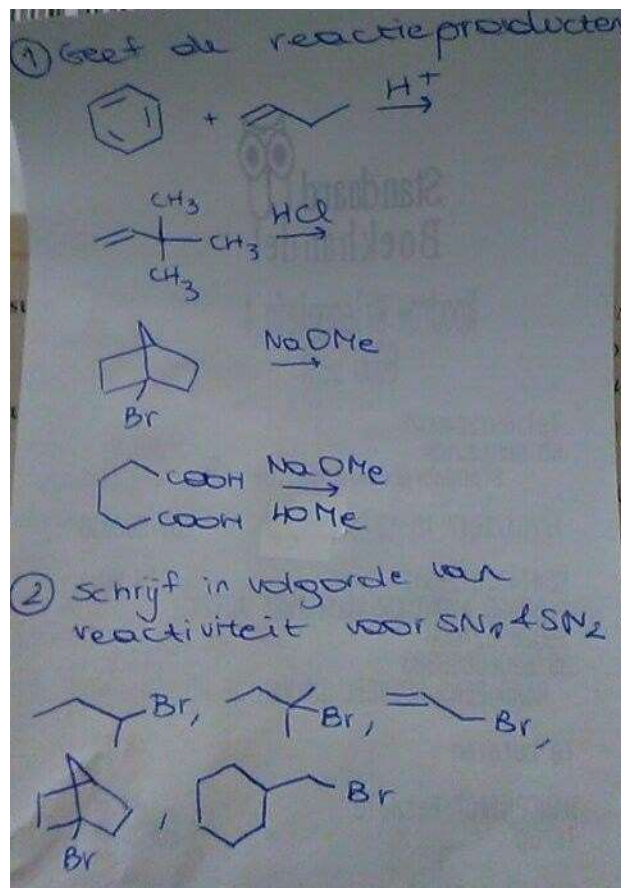 ① Geef de reactieproducten
+ H+
CH3
HCl
CH3
CH3
NaOMe
Br
COOH NaOMe
COOH HOMe
② Schrijf in volgorde van
reactiviteit voor SN1 & SN2
Br, Br, Br,
,
Br
Br